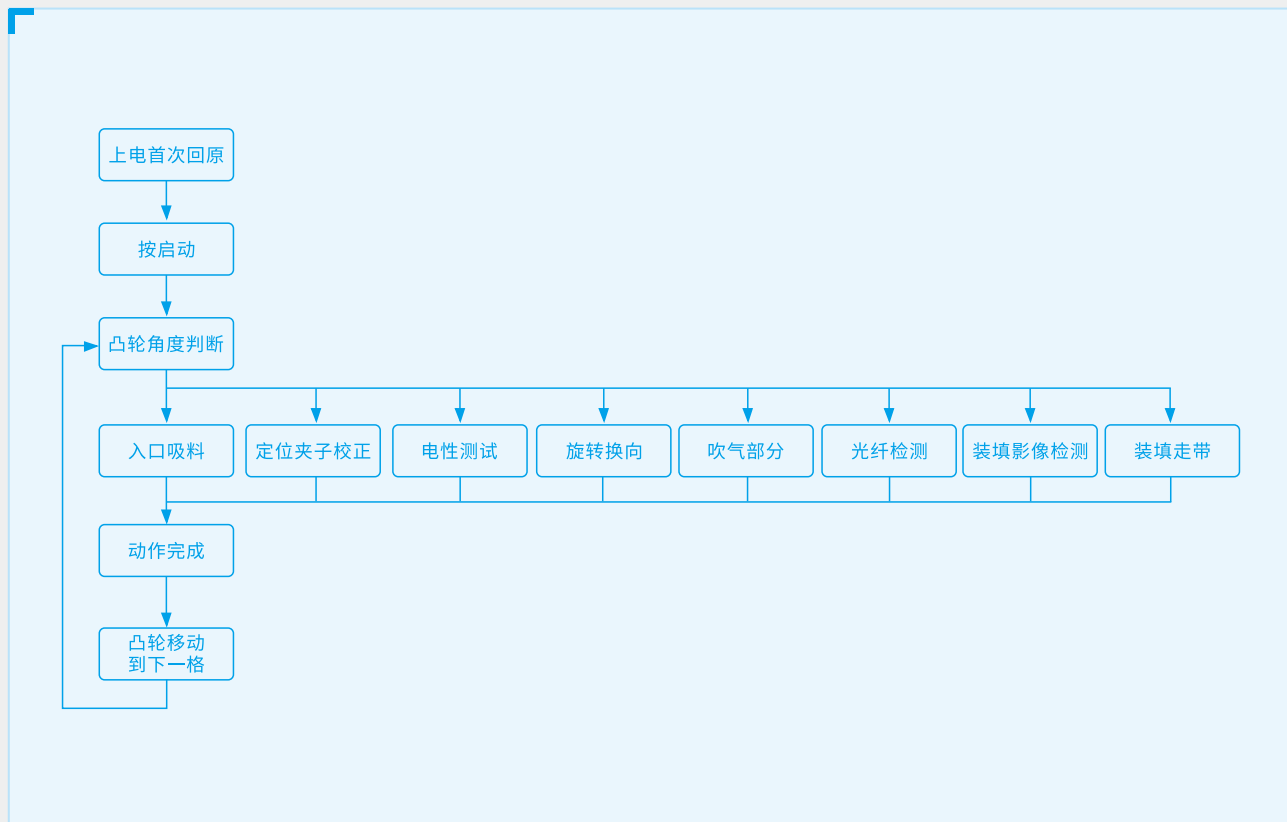 上电首次回原
按启动
凸轮角度判断
入口吸料
定位夹子校正
电性测试
旋转换向
吹气部分
光纤检测
装填影像检测
装填走带
动作完成
凸轮移动
到下一格